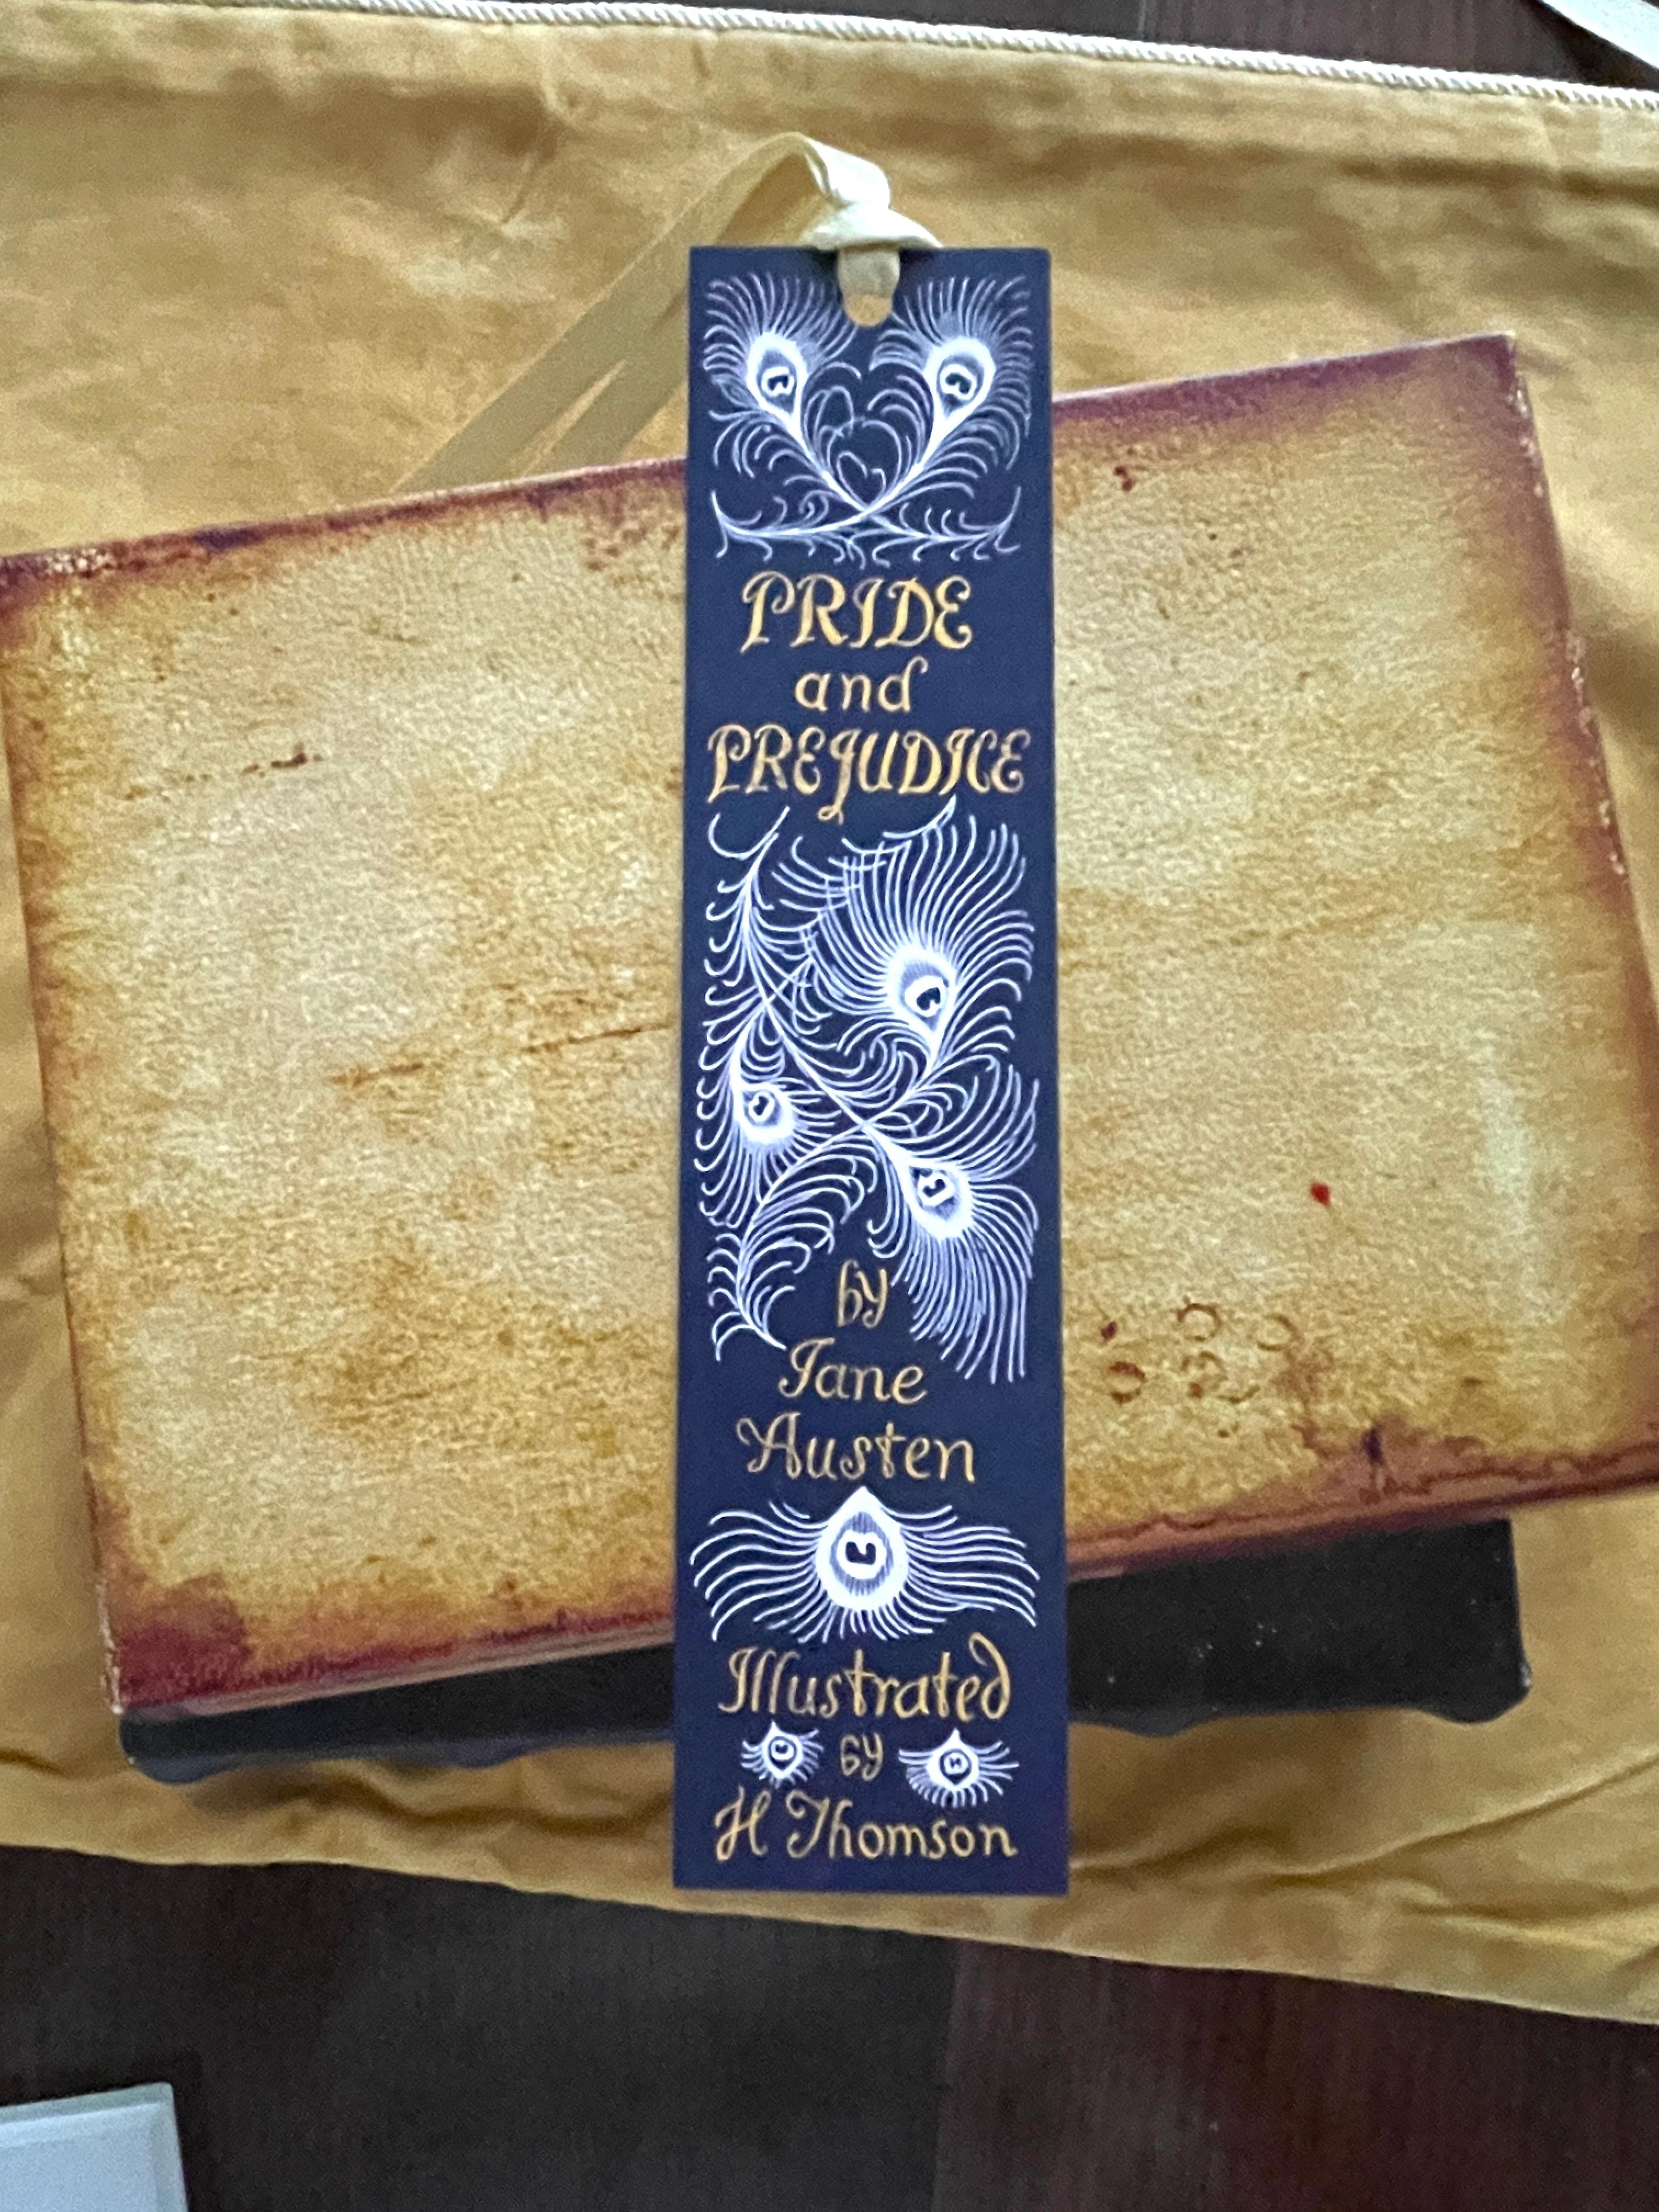 PRIDE
and
PREJUDICE
by
Jane
Austen
Illustrated
by
H Thomson